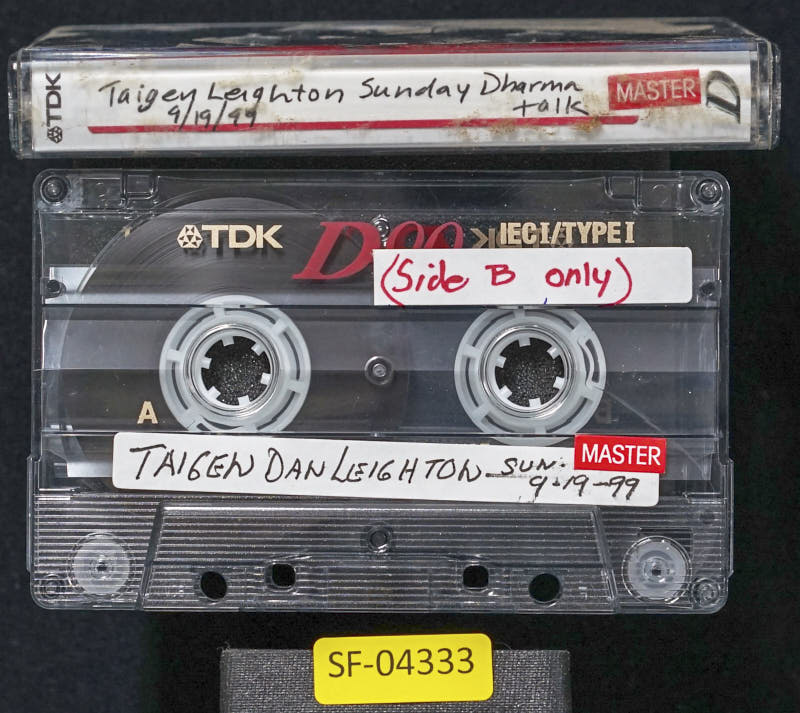 TDK
Taigen Leighton Sunday Dharma
talk
9/19/99
MASTER
D
TDK
D90
IECI/TYPE I
(Side B only)
A
TAIGEN DAN LEIGHTON - SUN.
9-19-99
MASTER
SF-04333